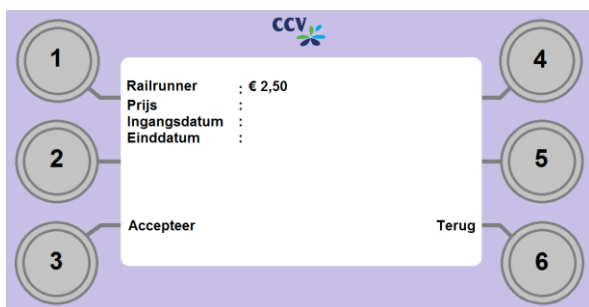 CCV
1
4
Railrunner : € 2,50
Prijs :
Ingangsdatum :
Einddatum :
2
5
Accepteer
Terug
3
6